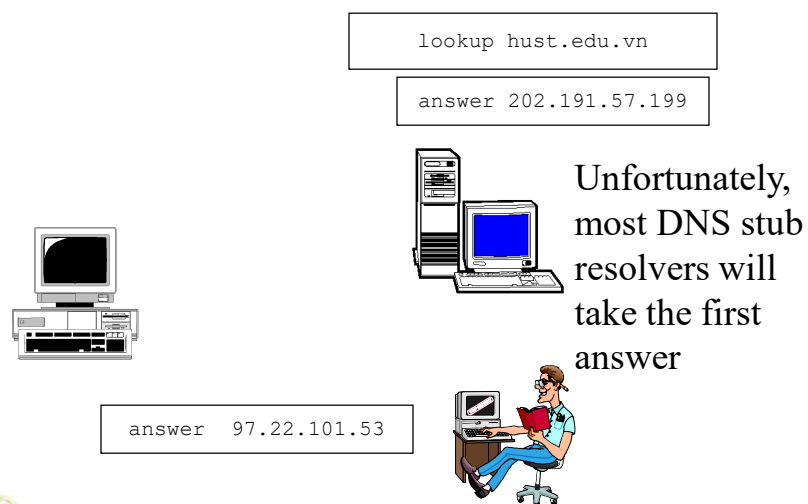 lookup hust.edu.vn
answer 202.191.57.199
Unfortunately,
most DNS stub
resolvers will
take the first
answer
answer  97.22.101.53